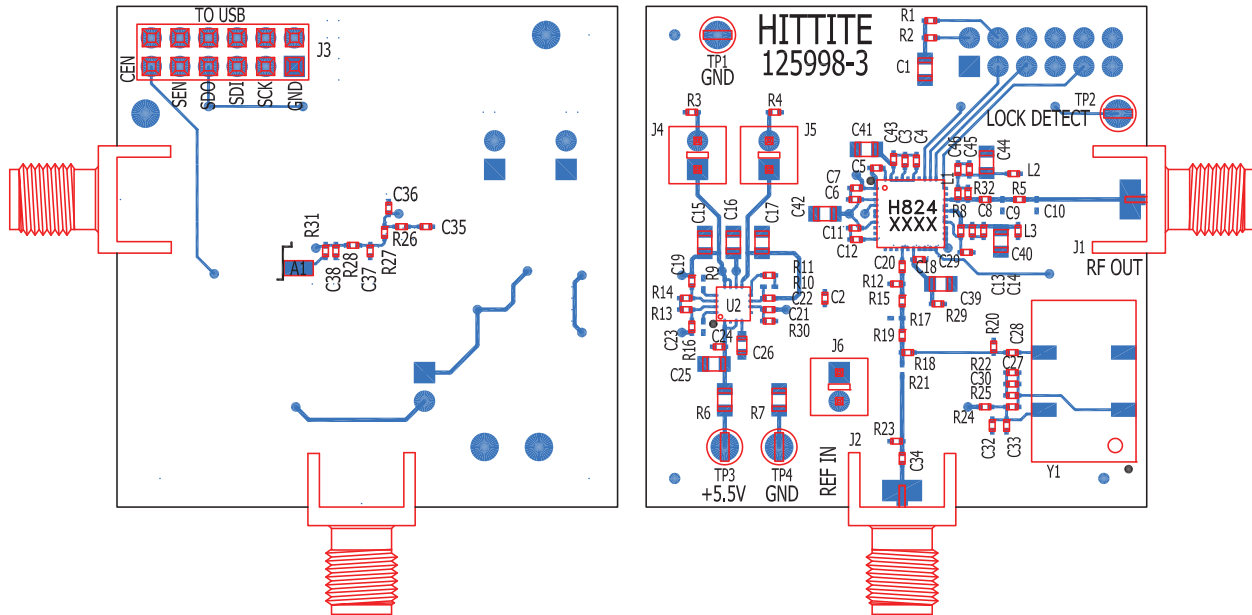 TO USB
J3
CEN
SEN
SDO
SDI
SCK
GND
C36
R31
R26
C35
A1
C38
R28
C37
R27
HITTITE
125998-3
TP1
GND
R1
R2
C1
TP2
LOCK DETECT
R3
R4
J4
J5
C41
C43
C3
C4
C46
C45
C44
C5
L1
L2
C7
C6
R32
R5
C42
H824
XXXX
R8
C8
C9
C10
C15
C16
C17
C11
C12
L3
J1
RF OUT
C40
C20
C18
C29
C13
C14
C19
R9
R11
R10
R12
R14
R13
U2
C22
C21
R30
C2
R15
C39
R29
C23
R16
C24
R17
R19
R20
C28
C25
C26
J6
R18
R22
C27
C30
R25
R24
R21
R6
R7
R23
C32
C33
J2
C34
Y1
TP3
+5.5V
TP4
GND
REF IN